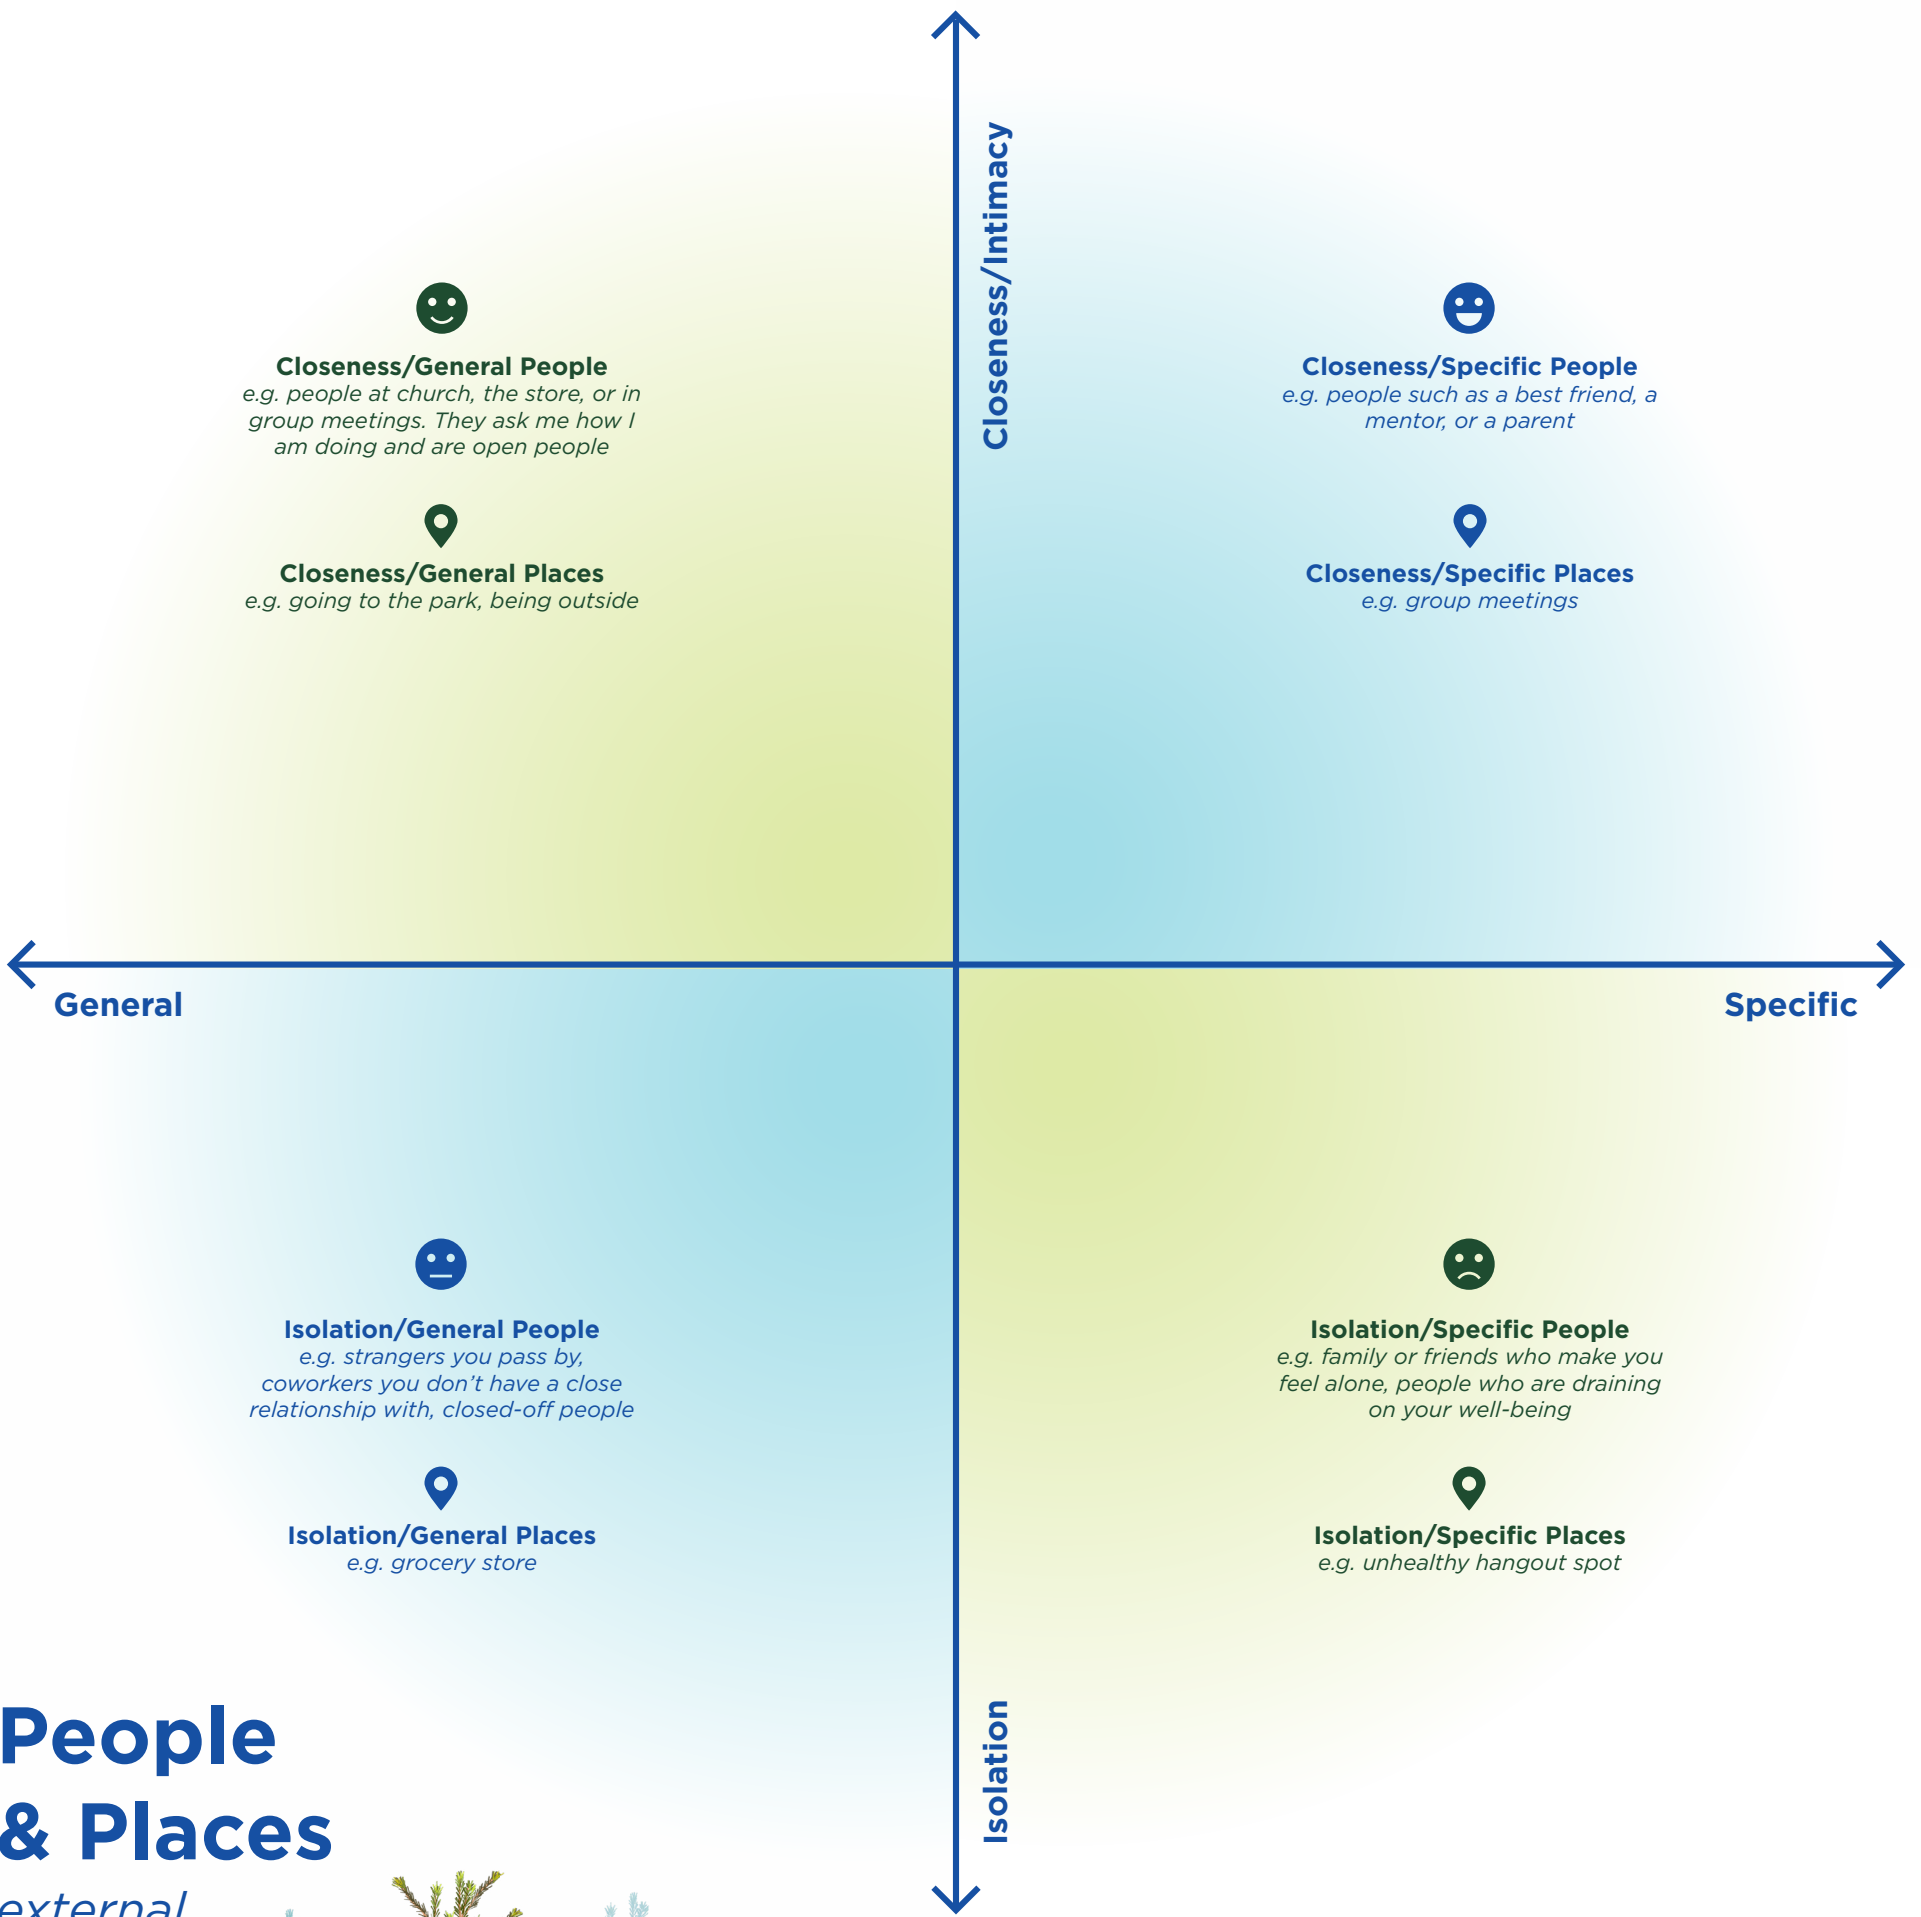 Closeness/Intimacy
Closeness/General People
e.g. people at church, the store, or in
group meetings. They ask me how I
am doing and are open people
Closeness/General Places
e.g. going to the park, being outside
Closeness/Specific People
e.g. people such as a best friend, a
mentor, or a parent
Closeness/Specific Places
e.g. group meetings
General
Specific
Isolation/General People
e.g. strangers you pass by,
coworkers you don’t have a close
relationship with, closed-off people
Isolation/General Places
e.g. grocery store
Isolation/Specific People
e.g. family or friends who make you
feel alone, people who are draining
on your well-being
Isolation/Specific Places
e.g. unhealthy hangout spot
Isolation
People
& Places
external